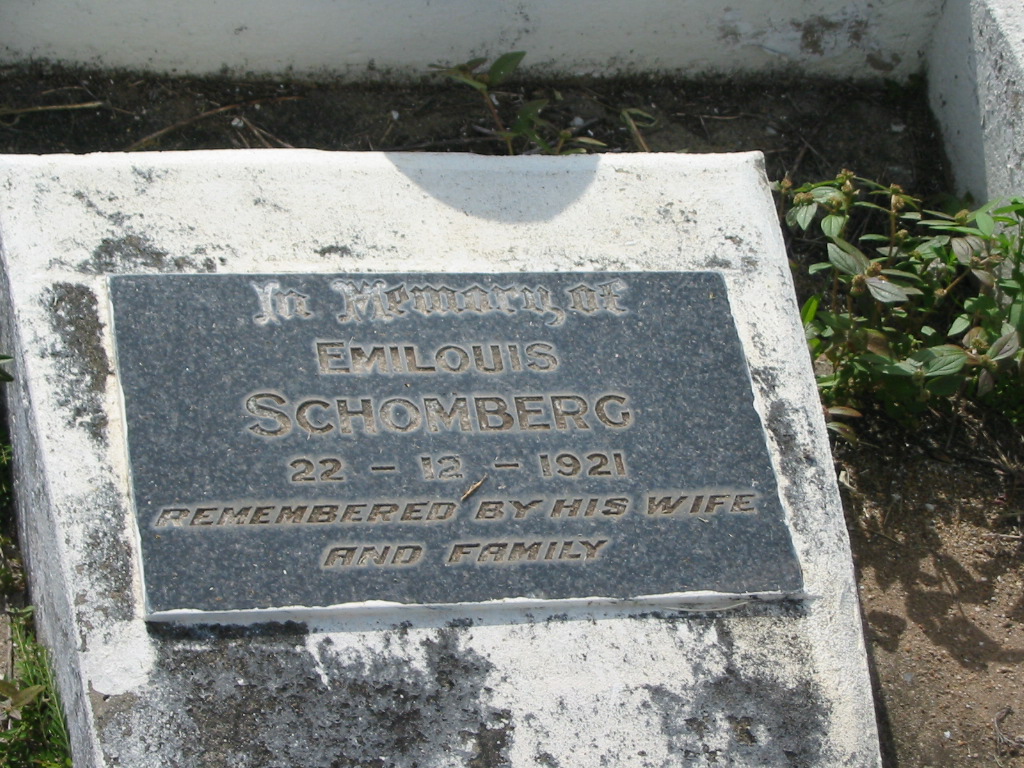 In Memory of
EMILOUIS
SCHOMBERG
22 - 12 - 1921
REMEMBERED BY HIS WIFE
AND FAMILY